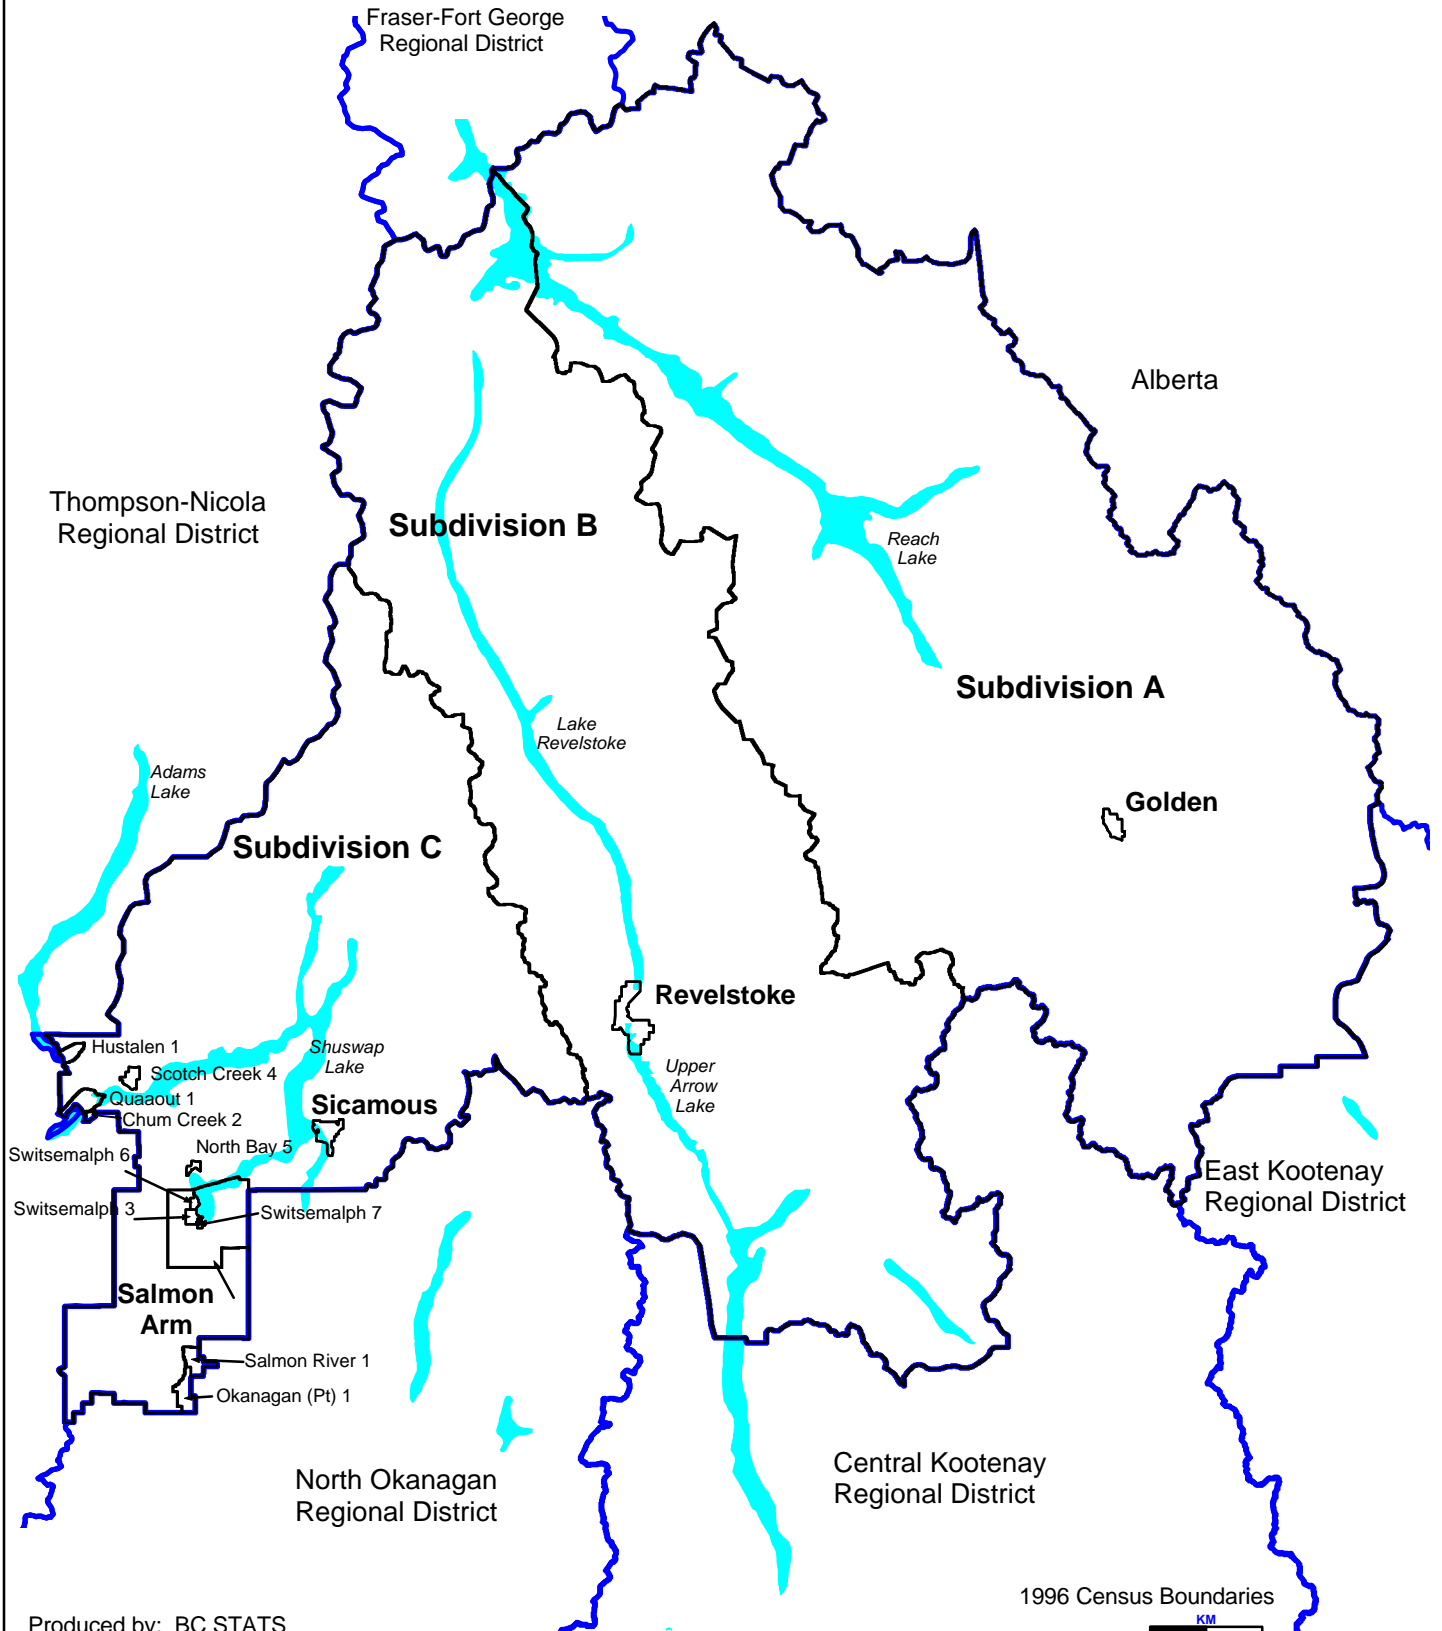 Fraser-Fort George
Regional District
Alberta
Thompson-Nicola
Regional District
Subdivision B
Reach
Lake
Subdivision A
Lake
Revelstoke
Adams
Lake
Golden
Subdivision C
Revelstoke
Hustalen 1
Shuswap
Lake
Scotch Creek 4
Upper
Arrow
Lake
Quaaout 1
Sicamous
Chum Creek 2
North Bay 5
Switsemalph 6
East Kootenay
Regional District
Switsemalph 3
Switsemalph 7
Salmon
Arm
Salmon River 1
Okanagan (Pt) 1
North Okanagan
Regional District
Central Kootenay
Regional District
1996 Census Boundaries
KM
Produced by: BC STATS